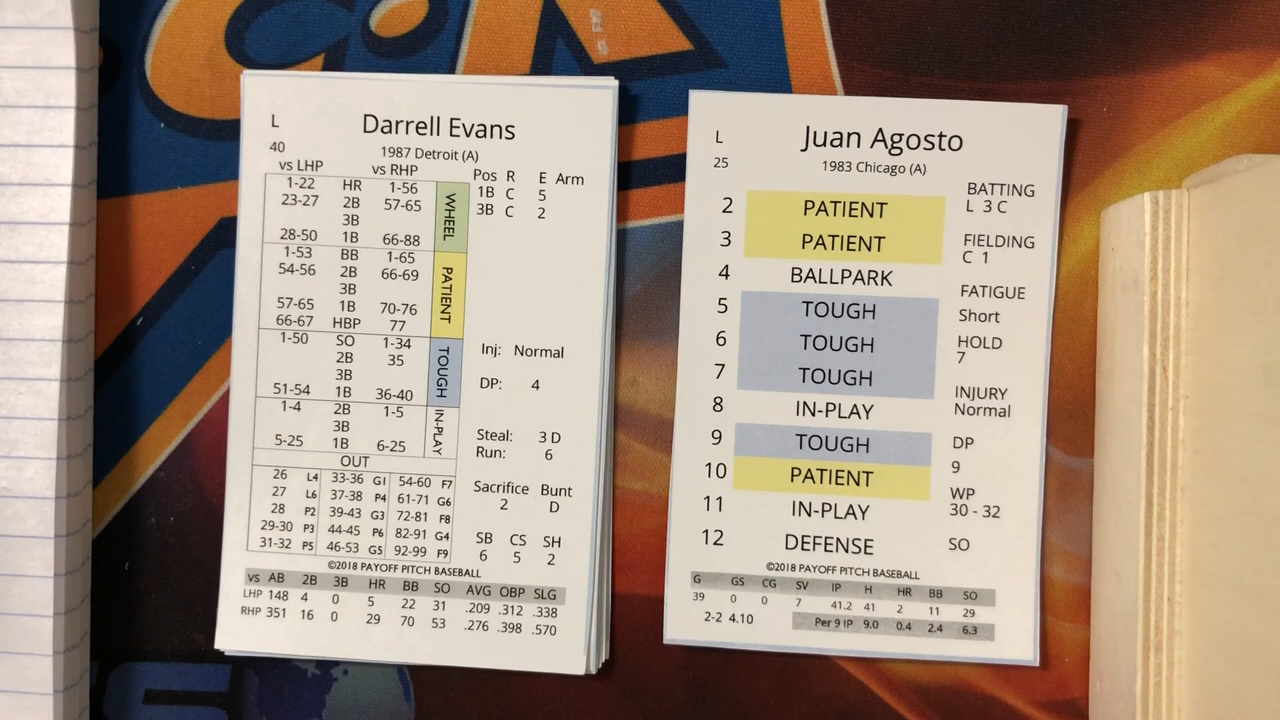 L
Darrell Evans
40
1987 Detroit (A)
vs LHP vs RHP Pos R E Arm
1-22 HR 1-56 1B C 5
23-27 2B 57-65 3B C 2
3B
28-50 1B 66-88
WHEEL
1-53 BB 1-65
54-56 2B 66-69
3B
57-65 1B 70-76
66-67 HBP 77
PATIENT
1-50 SO 1-34
2B 35
3B
51-54 1B 36-40
TOUGH
1-4 2B 1-5
3B
5-25 1B 6-25
IN-PLAY
Inj: Normal
DP: 4
Steal: 3 D
Run: 6
Sacrifice Bunt
2 D
SB CS SH
6 5 2
OUT
26 L4 33-36 G1 54-60 F7
27 L6 37-38 P4 61-71 G6
28 P2 39-43 G3 72-81 F8
29-30 P3 44-45 P6 82-91 G4
31-32 P5 46-53 G5 92-99 F9
©2018 PAYOFF PITCH BASEBALL
vs AB 2B 3B HR BB SO AVG OBP SLG
LHP 148 4 0 5 22 31 .209 .312 .338
RHP 351 16 0 29 70 53 .276 .398 .570
L
Juan Agosto
25
1983 Chicago (A)
2 PATIENT
3 PATIENT
4 BALLPARK
5 TOUGH
6 TOUGH
7 TOUGH
8 IN-PLAY
9 TOUGH
10 PATIENT
11 IN-PLAY
12 DEFENSE
BATTING
L 3 C
FIELDING
C 1
FATIGUE
Short
HOLD
7
INJURY
Normal
DP
9
WP
30 - 32
SO
©2018 PAYOFF PITCH BASEBALL
G GS CG SV IP H HR BB SO
39 0 0 7 41.2 41 2 11 29
2-2 4.10 Per 9 IP 9.0 0.4 2.4 6.3